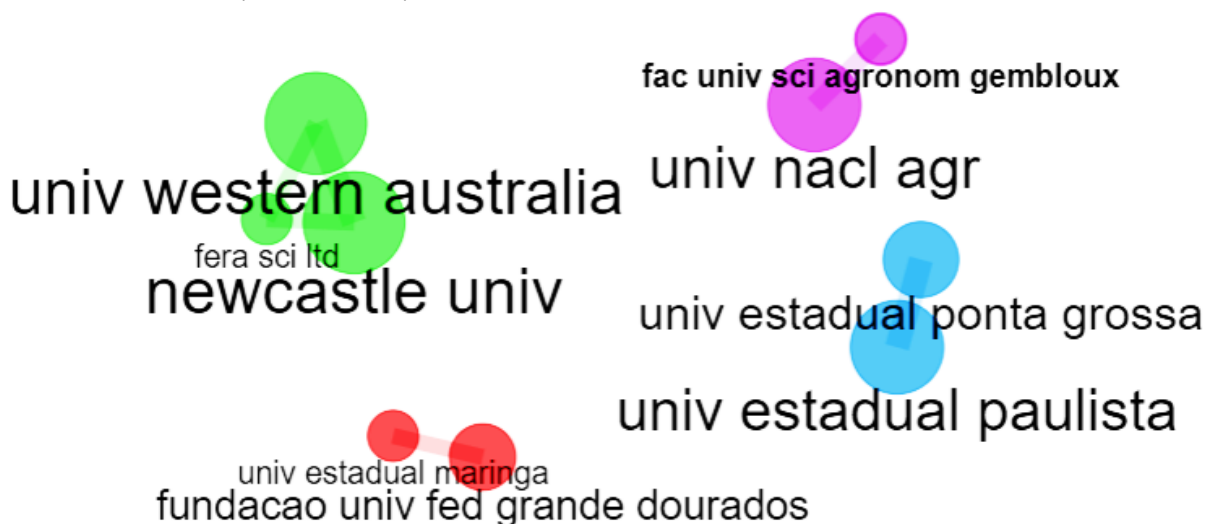 fac univ sci agronom gembloux
univ nacl agr
univ western australia
fera sci ltd
newcastle univ
univ estadual ponta grossa
univ estadual paulista
univ estadual maringa
fundacao univ fed grande dourados